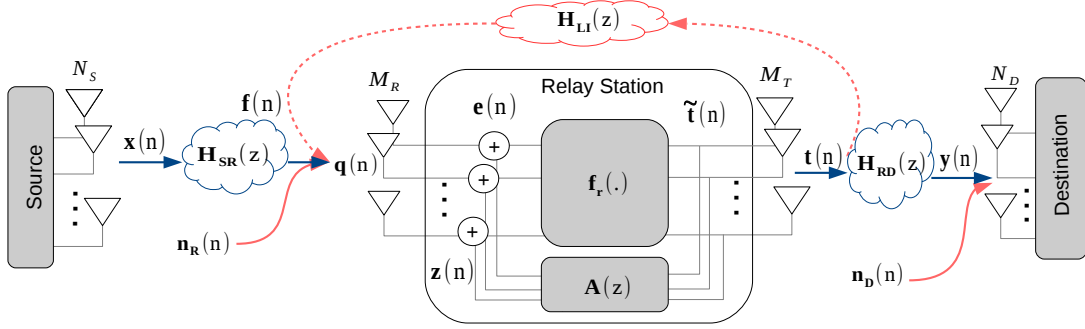 H_LI(z)
Relay Station
N_S
M_R
M_T
N_D
f(n)
e(n)
t̃(n)
x(n)
H_SR(z)
q(n)
+
+
+
f_r(.)
t(n)
H_RD(z)
y(n)
Source
Destination
n_R(n)
z(n)
A(z)
n_D(n)